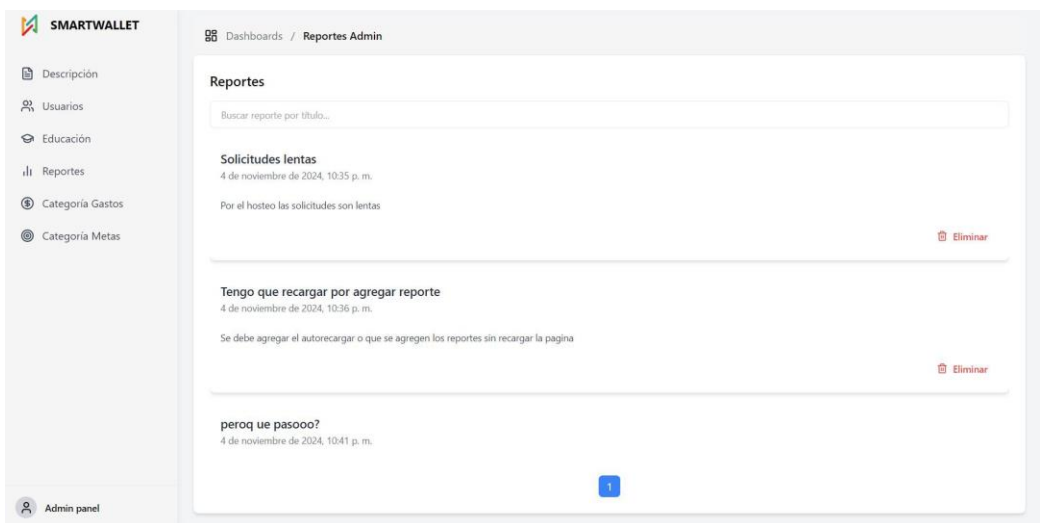 SMARTWALLET
Descripción
Usuarios
Educación
Reportes
Categoría Gastos
Categoría Metas
Admin panel
Dashboards / Reportes Admin
Reportes
Buscar reporte por título...
Solicitudes lentas
4 de noviembre de 2024, 10:35 p. m.
Por el hosteo las solicitudes son lentas
Eliminar
Tengo que recargar por agregar reporte
4 de noviembre de 2024, 10:36 p. m.
Se debe agregar el autorecargar o que se agregen los reportes sin recargar la pagina
Eliminar
peroq ue pasooo?
4 de noviembre de 2024, 10:41 p. m.
1